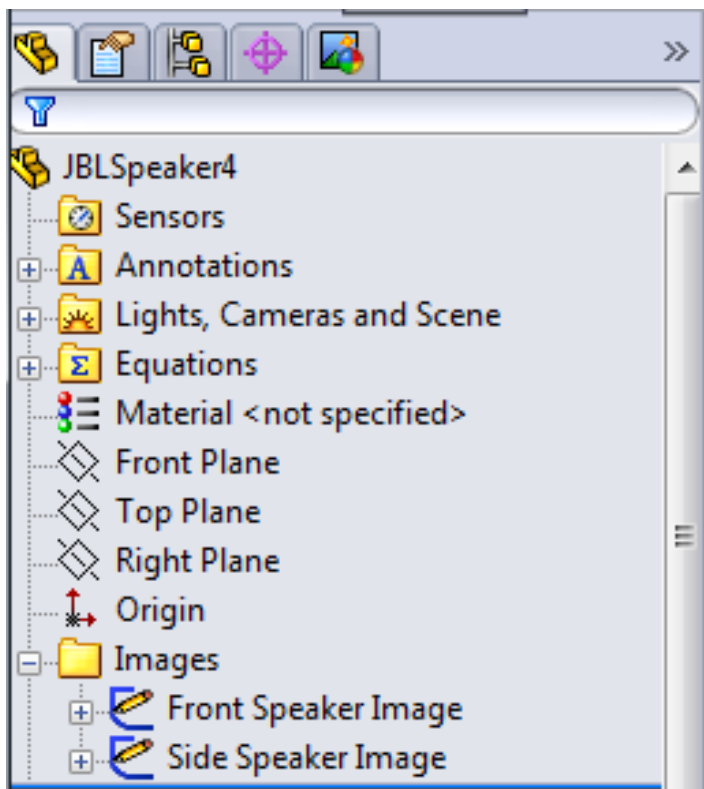 JBLSpeaker4
Sensors
Annotations
Lights, Cameras and Scene
Equations
Material <not specified>
Front Plane
Top Plane
Right Plane
Origin
Images
Front Speaker Image
Side Speaker Image